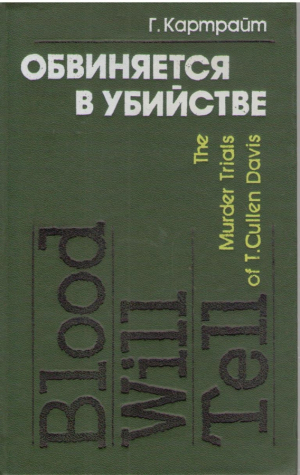 Г. Картрайт
ОБВИНЯЕТСЯ
В УБИЙСТВЕ
The
Murder Trials
of T.Cullen Davis
Blood
Will
Tell